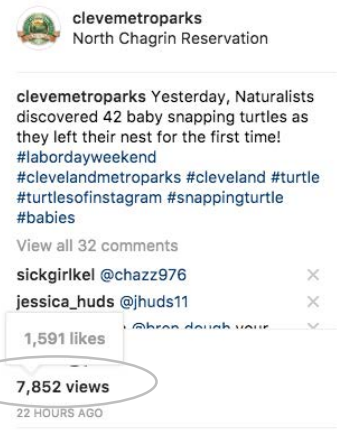 clevemetroparks
North Chagrin Reservation
clevemetroparks Yesterday, Naturalists
discovered 42 baby snapping turtles as
they left their nest for the first time!
#labordayweekend
#clevelandmetroparks #cleveland #turtle
#turtlesofinstagram #snappingturtle
#babies
View all 32 comments
sickgirlkel @chazz976
jessica_huds @jhuds11
@bron_dough your
1,591 likes
7,852 views
22 HOURS AGO